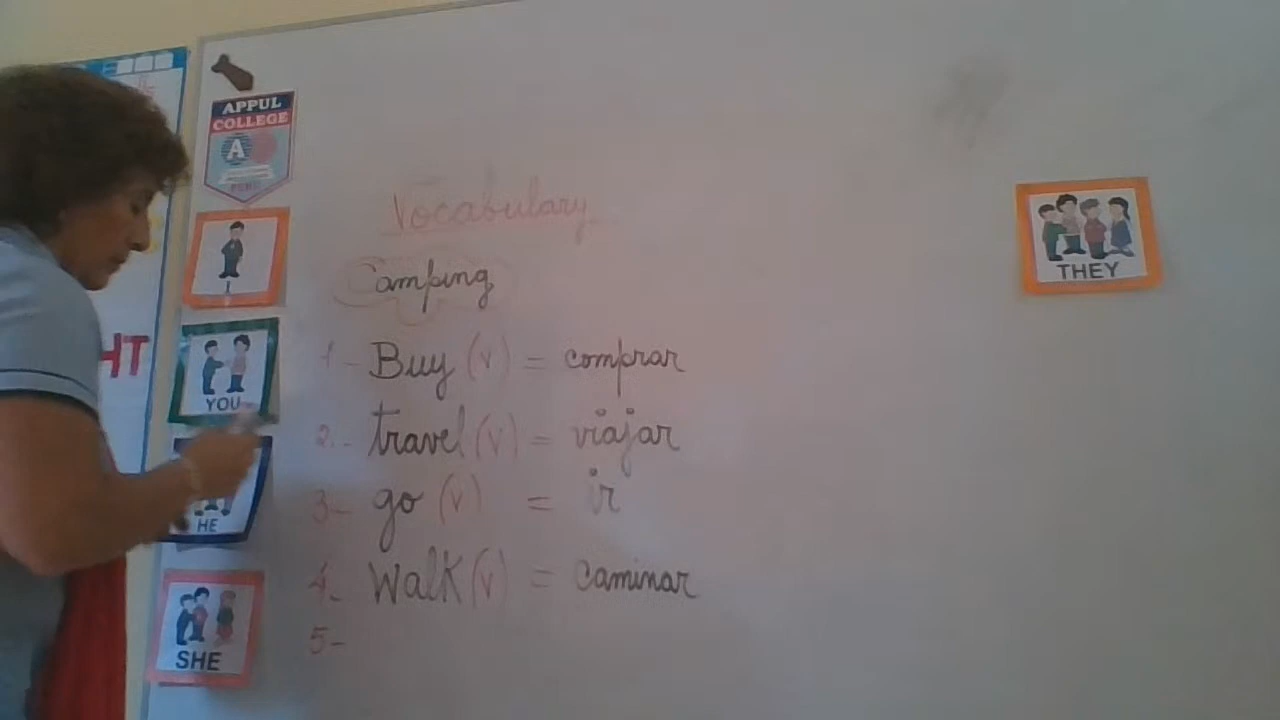 APPUL
COLLEGE
A
PERU
I
YOU
HE
SHE
HT
THEY
Vocabulary
Camping
1- Buy (v) = comprar
2.- travel (v) = viajar
3- go (v) = ir
4- Walk (v) = caminar
5-